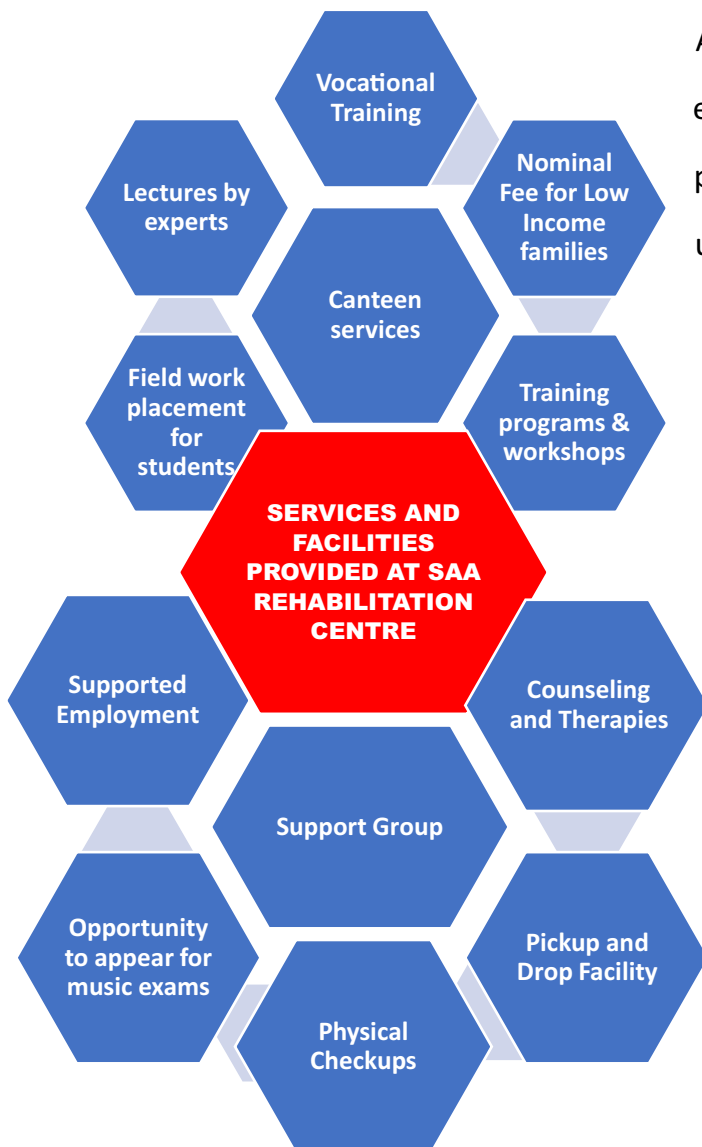 Vocational
Training
Lectures by
experts
Nominal
Fee for Low
Income
families
Canteen
services
Field work
placement
for
students
Training
programs &
workshops
SERVICES AND
FACILITIES
PROVIDED AT SAA
REHABILITATION
CENTRE
Supported
Employment
Counseling
and Therapies
Support Group
Opportunity
to appear for
music exams
Pickup and
Drop Facility
Physical
Checkups